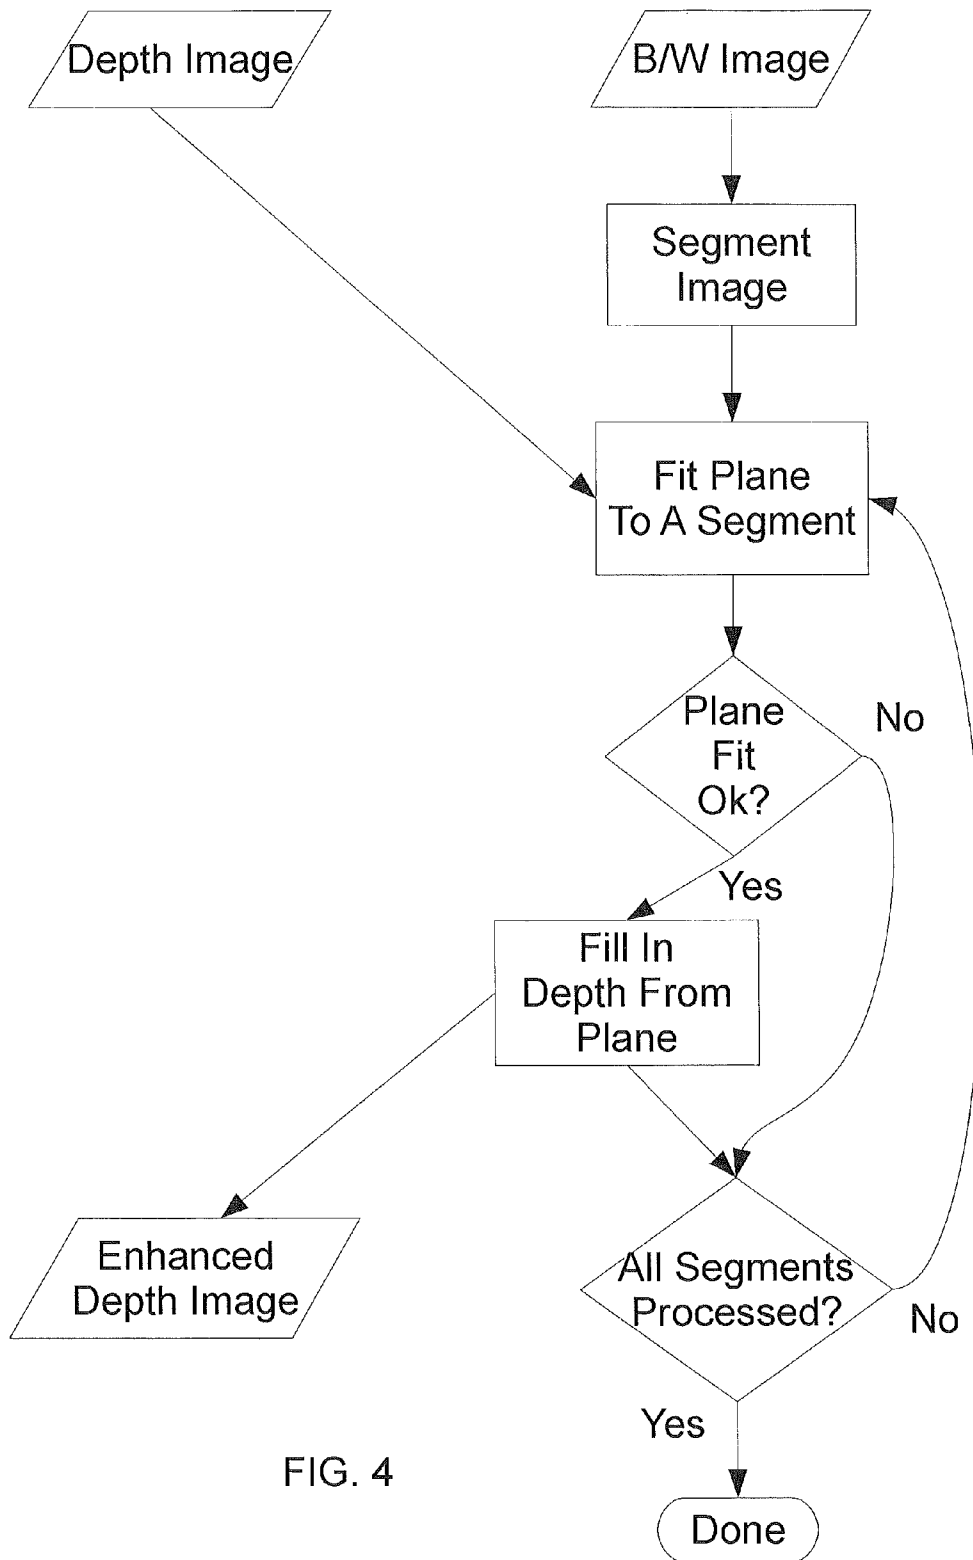 Depth Image
B/W Image
Segment
Image
Fit Plane
To A Segment
Plane
Fit
Ok?
No
Yes
Fill In
Depth From
Plane
Enhanced
Depth Image
All Segments
Processed?
No
Yes
FIG. 4
Done